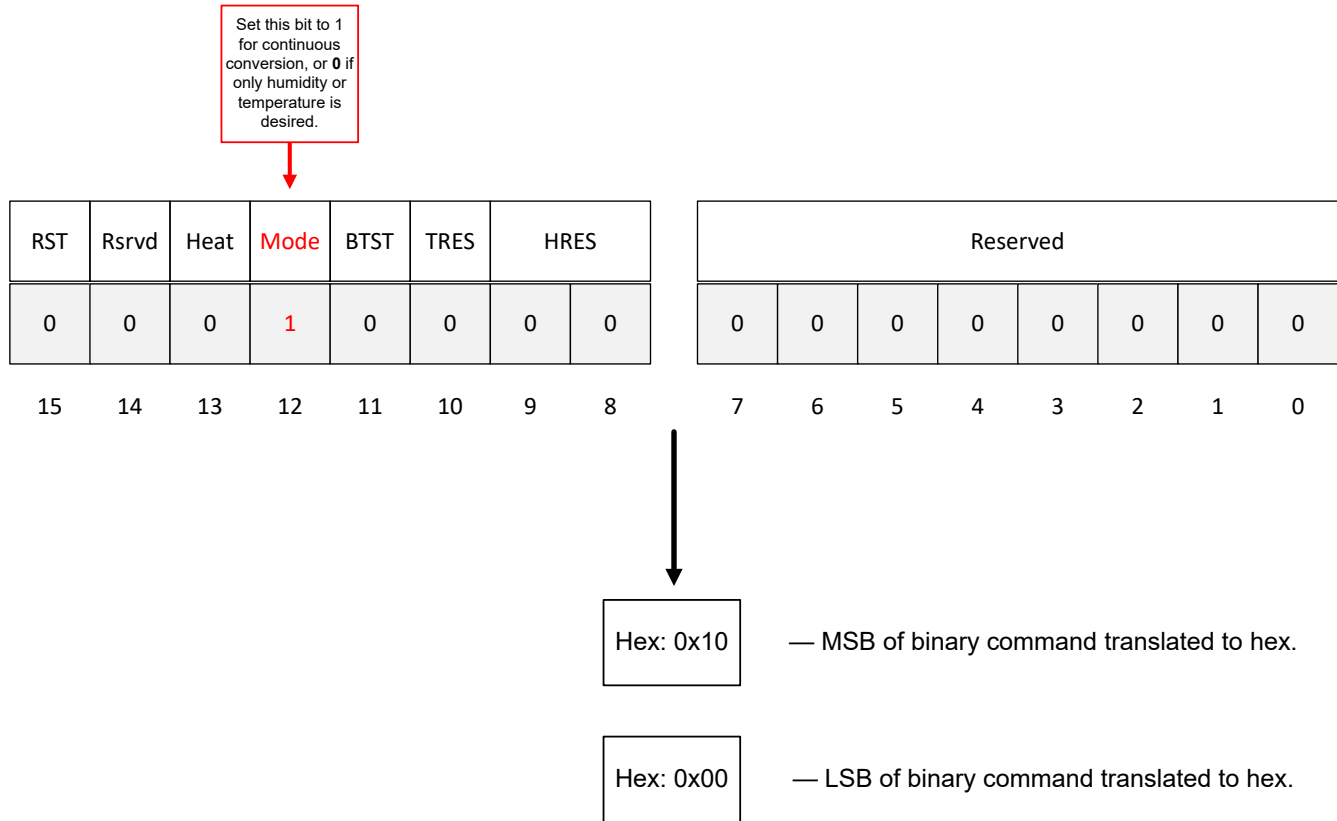 Set this bit to 1
for continuous
conversion, or 0 if
only humidity or
temperature is
desired.
RST Rsrvd Heat Mode BTST TRES HRES Reserved
0 0 0 1 0 0 0 0 0 0 0 0 0 0 0 0
15 14 13 12 11 10 9 8 7 6 5 4 3 2 1 0
Hex: 0x10 — MSB of binary command translated to hex.
Hex: 0x00 — LSB of binary command translated to hex.